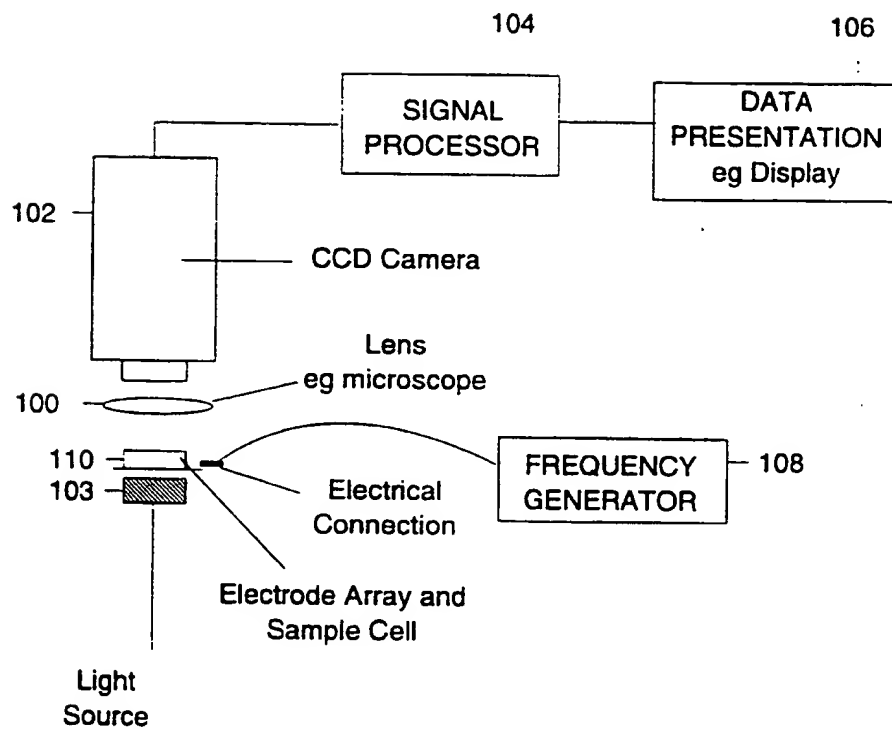 104
106
SIGNAL
PROCESSOR
DATA
PRESENTATION
eg Display
102
CCD Camera
Lens
eg microscope
100
110
103
FREQUENCY
GENERATOR
108
Electrical
Connection
Electrode Array and
Sample Cell
Light
Source